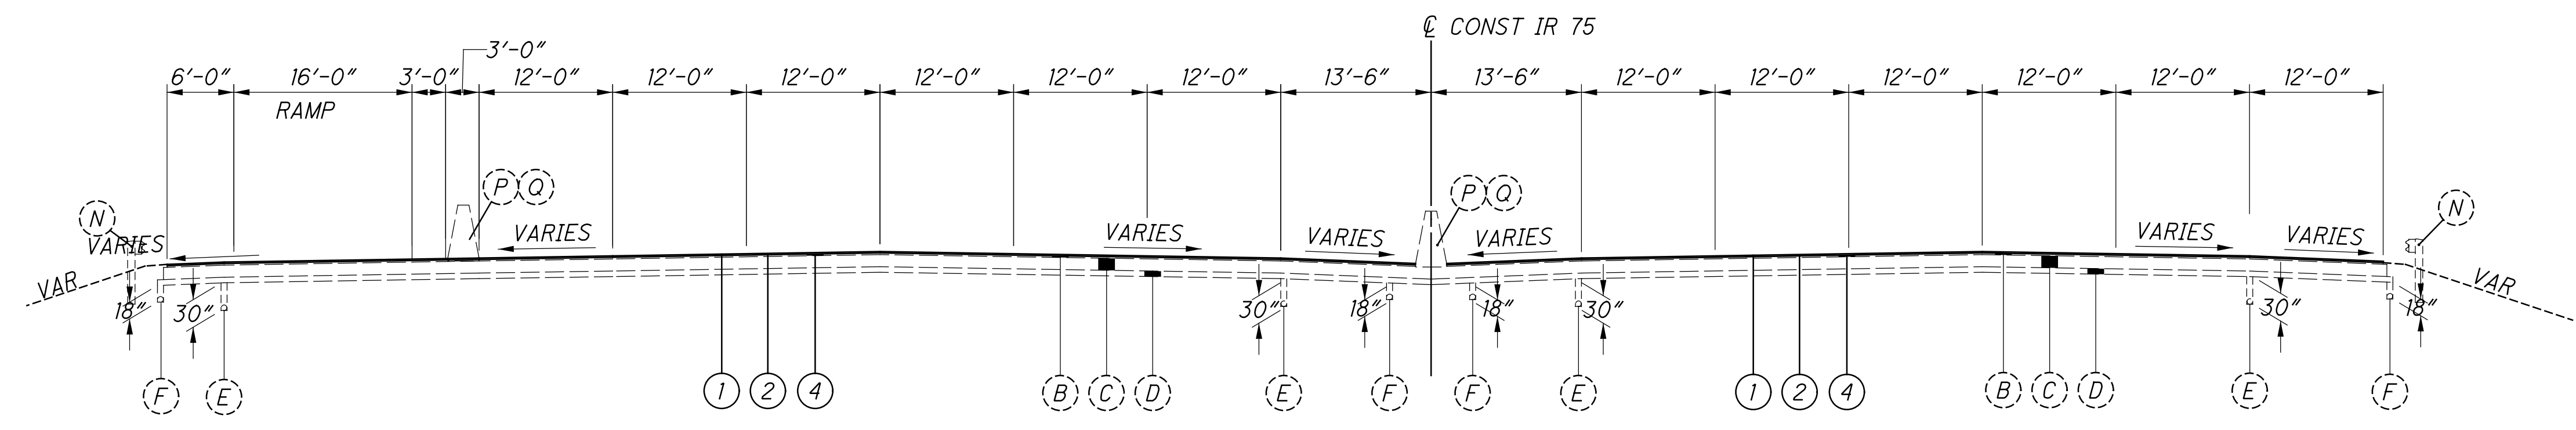 ℄ CONST IR 75
3'-0"
6'-0" 16'-0" 3'-0" 12'-0" 12'-0" 12'-0" 12'-0" 12'-0" 12'-0" 13'-6" 13'-6" 12'-0" 12'-0" 12'-0" 12'-0" 12'-0" 12'-0"
RAMP
P Q P Q
N N
VARIES VARIES VARIES VARIES VARIES VARIES VARIES
VAR VAR
18" 30" 30" 18" 18" 30" 30" 18"
F E 1 2 4 B C D E F F E 1 2 4 B C D E F